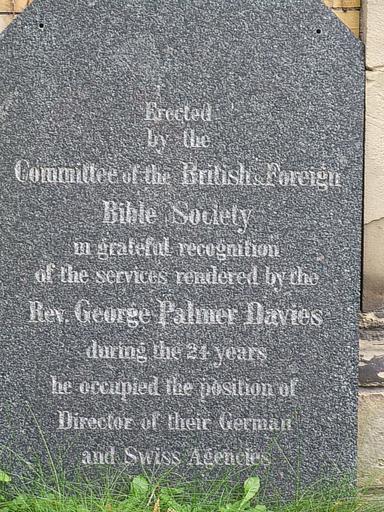 Erected
by the
Committee of the British & Foreign
Bible Society
in grateful recognition
of the services rendered by the
Rev. George Palmer Davies
during the 24 years
he occupied the position of
Director of their German
and Swiss Agencies